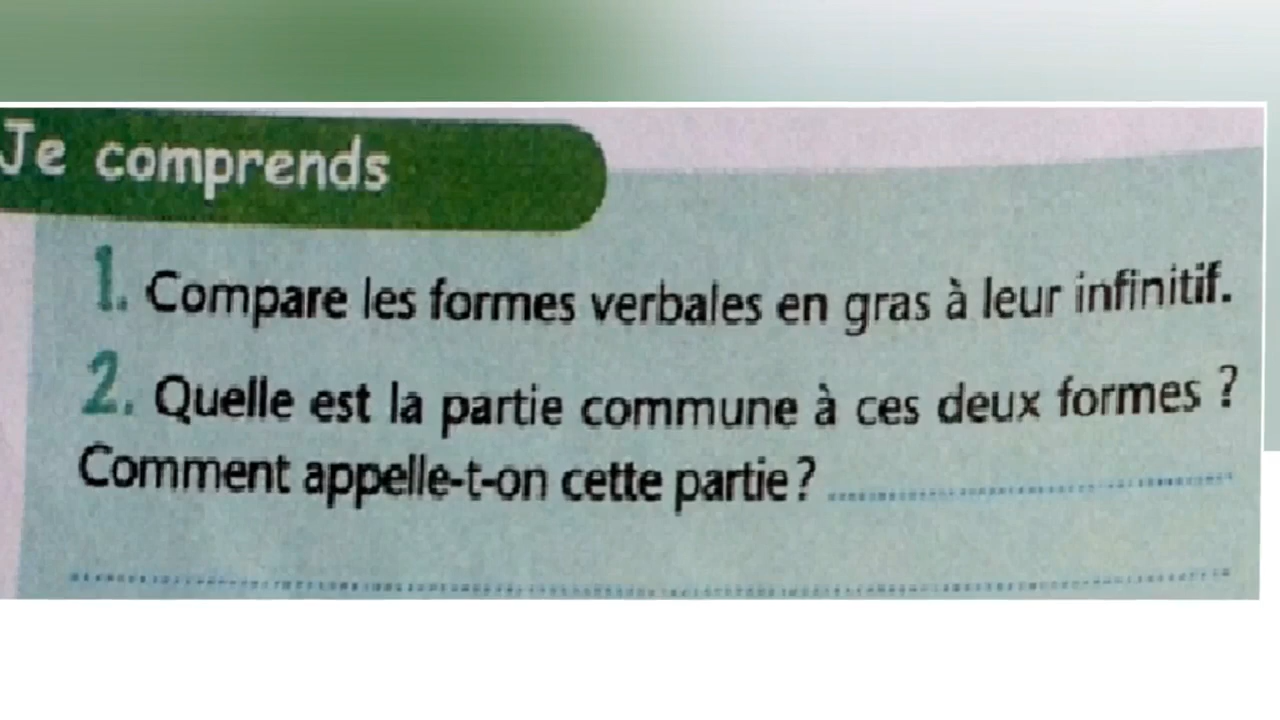 Je comprends
1. Compare les formes verbales en gras à leur infinitif.
2. Quelle est la partie commune à ces deux formes ?
Comment appelle-t-on cette partie ?